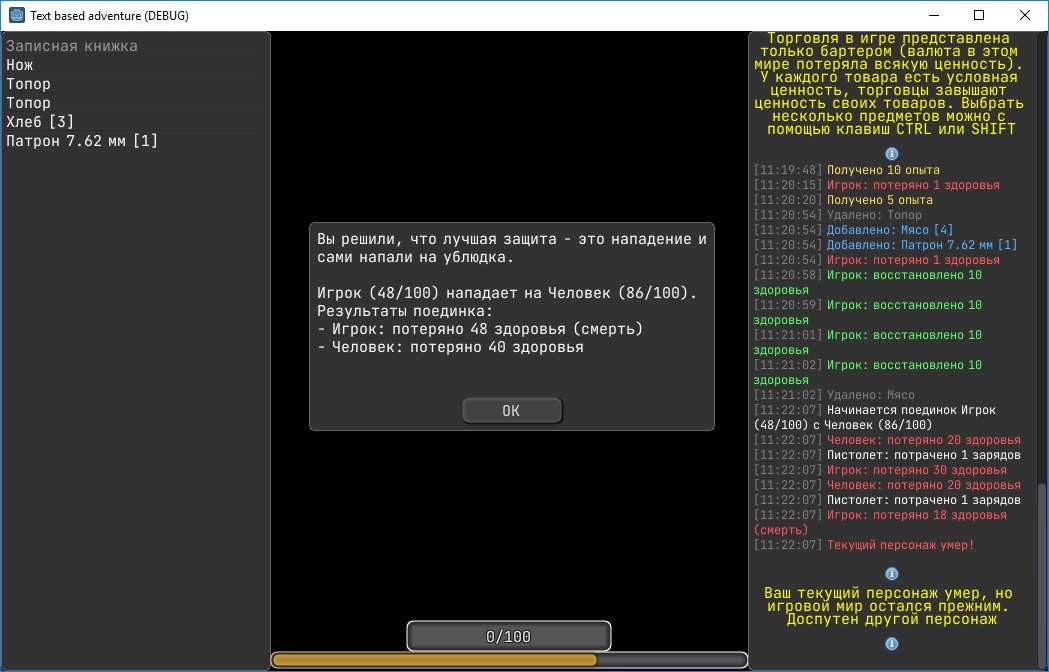 Text based adventure (DEBUG)
Записная книжка
Нож
Топор
Топор
Хлеб [3]
Патрон 7.62 мм [1]
Вы решили, что лучшая защита - это нападение и
сами напали на ублюдка.
Игрок (48/100) нападает на Человек (86/100).
Результаты поединка:
- Игрок: потеряно 48 здоровья (смерть)
- Человек: потеряно 40 здоровья
OK
0/100
Торговля в игре представлена
только бартером (валюта в этом
мире потеряла всякую ценность).
У каждого товара есть условная
ценность, торговцы завышают
ценность своих товаров. Выбрать
несколько предметов можно с
помощью клавиш CTRL или SHIFT
[11:19:48] Получено 10 опыта
[11:20:15] Игрок: потеряно 1 здоровья
[11:20:20] Получено 5 опыта
[11:20:54] Удалено: Топор
[11:20:54] Добавлено: Мясо [4]
[11:20:54] Добавлено: Патрон 7.62 мм [1]
[11:20:54] Игрок: потеряно 1 здоровья
[11:20:58] Игрок: восстановлено 10
здоровья
[11:20:59] Игрок: восстановлено 10
здоровья
[11:21:01] Игрок: восстановлено 10
здоровья
[11:21:02] Игрок: восстановлено 10
здоровья
[11:21:02] Удалено: Мясо
[11:22:07] Начинается поединок Игрок
(48/100) с Человек (86/100)
[11:22:07] Человек: потеряно 20 здоровья
[11:22:07] Пистолет: потрачено 1 зарядов
[11:22:07] Игрок: потеряно 30 здоровья
[11:22:07] Человек: потеряно 20 здоровья
[11:22:07] Пистолет: потрачено 1 зарядов
[11:22:07] Игрок: потеряно 18 здоровья
(смерть)
[11:22:07] Текущий персонаж умер!
Ваш текущий персонаж умер, но
игровой мир остался прежним.
Доспутен другой персонаж